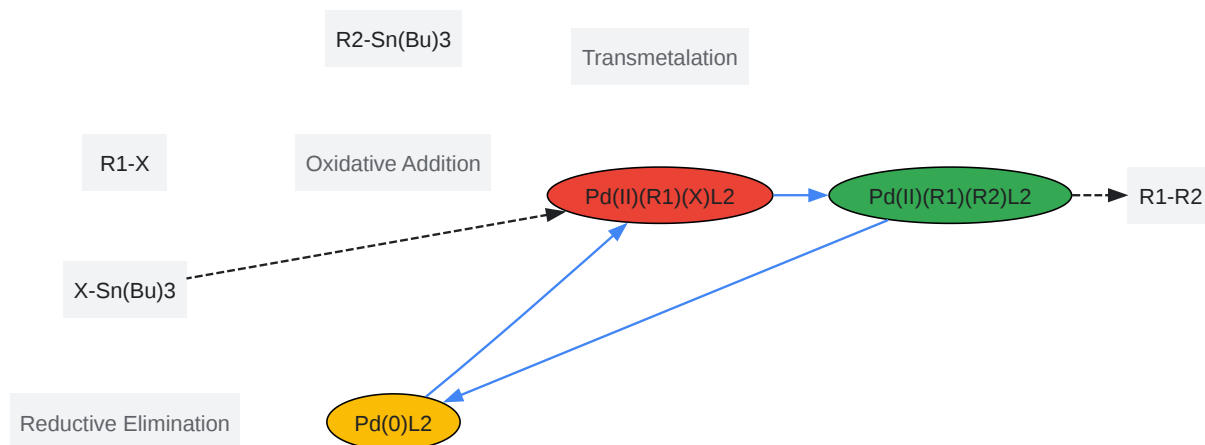 R2-Sn(Bu)3
Transmetalation
R1-X
Oxidative Addition
Pd(II)(R1)(X)L2
Pd(II)(R1)(R2)L2
R1-R2
X-Sn(Bu)3
Reductive Elimination
Pd(0)L2